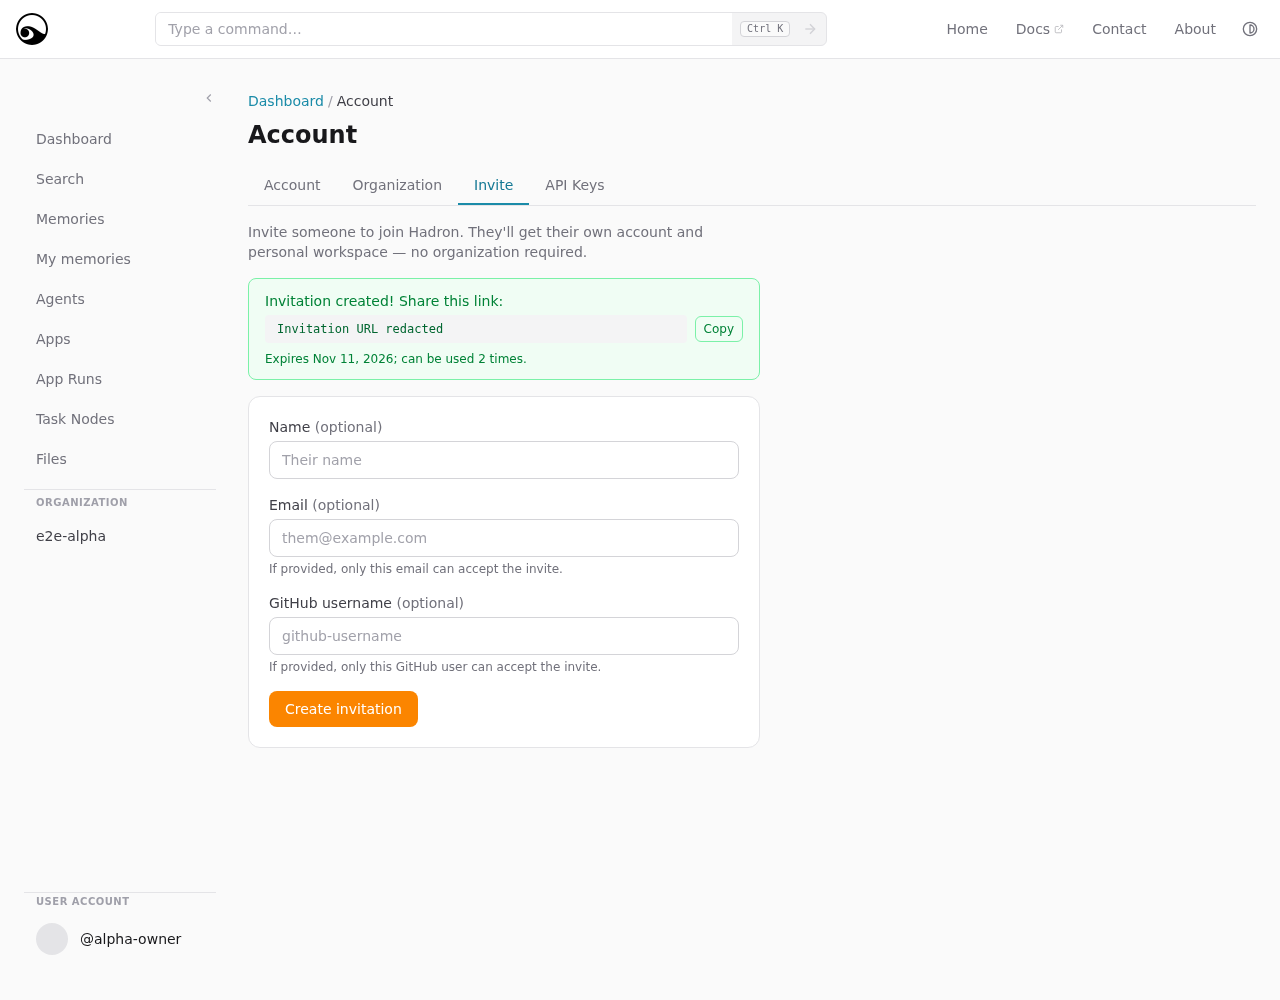 Type a command...
Ctrl K
Home
Docs
Contact
About
Dashboard
Search
Memories
My memories
Agents
Apps
App Runs
Task Nodes
Files
ORGANIZATION
e2e-alpha
USER ACCOUNT
@alpha-owner
Dashboard / Account
Account
Account
Organization
Invite
API Keys
Invite someone to join Hadron. They'll get their own account and
personal workspace — no organization required.
Invitation created! Share this link:
Invitation URL redacted
Copy
Expires Nov 11, 2026; can be used 2 times.
Name (optional)
Their name
Email (optional)
them@example.com
If provided, only this email can accept the invite.
GitHub username (optional)
github-username
If provided, only this GitHub user can accept the invite.
Create invitation